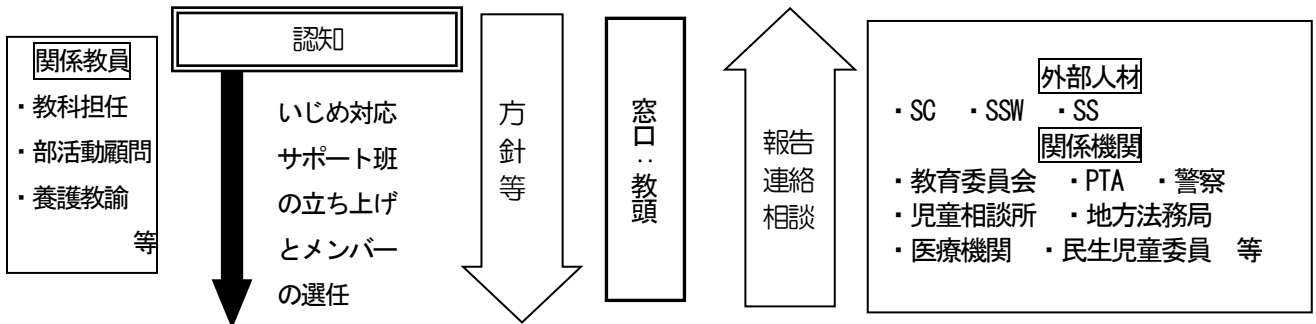 関係教員
・教科担任
・部活動顧問
・養護教諭
等
認知
いじめ対応
サポート班
の立ち上げ
とメンバー
の選任
方針等
窓口：教頭
報告
連絡
相談
外部人材
・SC ・SSW ・SS
関係機関
・教育委員会 ・PTA ・警察
・児童相談所 ・地方法務局
・医療機関 ・民生児童委員 等